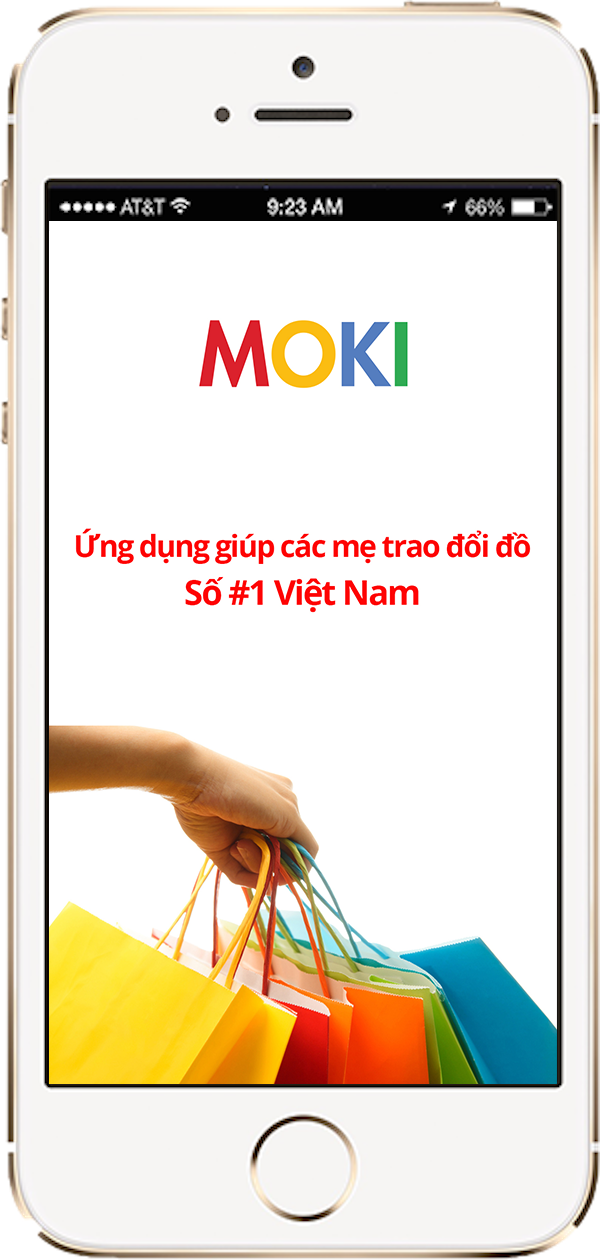 AT&T 9:23 AM 66%
MOKI
Ứng dụng giúp các mẹ trao đổi đồ
Số #1 Việt Nam